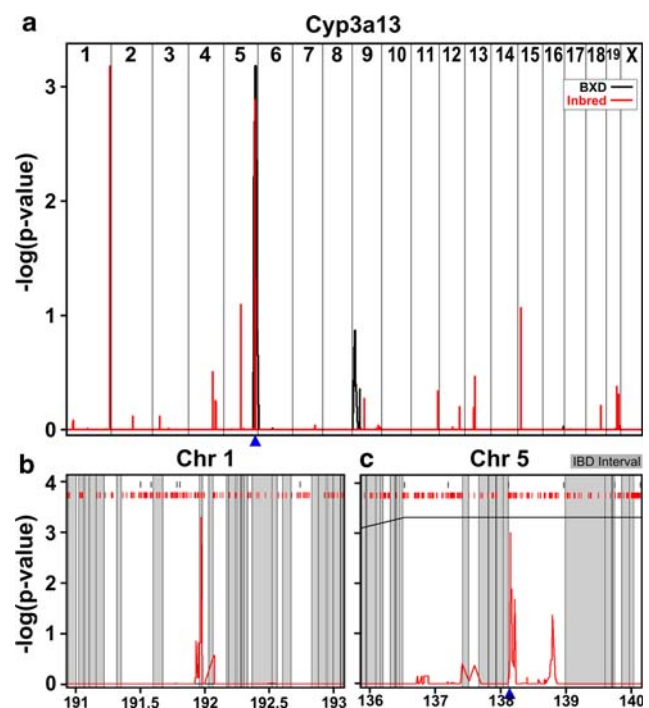 a
Cyp3a13
1 2 3 4 5 6 7 8 9 10 11 12 13 14 15 16 17 18 19 X
BXD
Inbred
3
2
1
0
-log(p-value)
b
Chr 1
c
Chr 5
IBD Interval
4
3
2
1
0
-log(p-value)
191 191.5 192 192.5 193
136 137 138 139 140